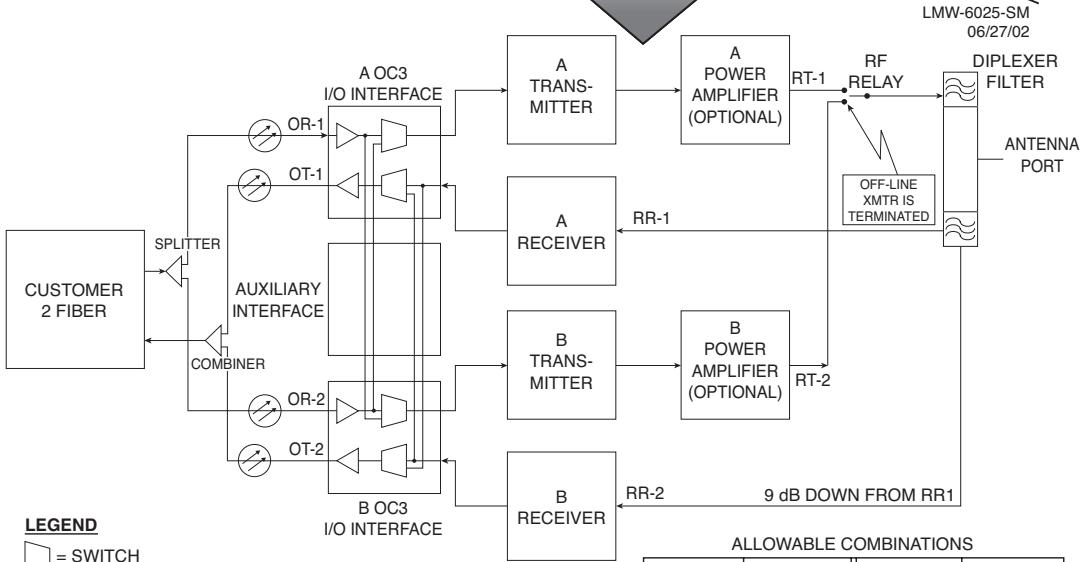 LMW-6025-SM
06/27/02
A OC3
I/O INTERFACE
A
TRANS-
MITTER
A
POWER
AMPLIFIER
(OPTIONAL)
RT-1
RF
RELAY
DIPLEXER
FILTER
OR-1
OT-1
ANTENNA
PORT
OFF-LINE
XMTR IS
TERMINATED
A
RECEIVER
RR-1
SPLITTER
CUSTOMER
2 FIBER
AUXILIARY
INTERFACE
COMBINER
B
TRANS-
MITTER
B
POWER
AMPLIFIER
(OPTIONAL)
RT-2
OR-2
OT-2
B OC3
I/O INTERFACE
B
RECEIVER
RR-2
9 dB DOWN FROM RR1
LEGEND
= SWITCH
ALLOWABLE COMBINATIONS